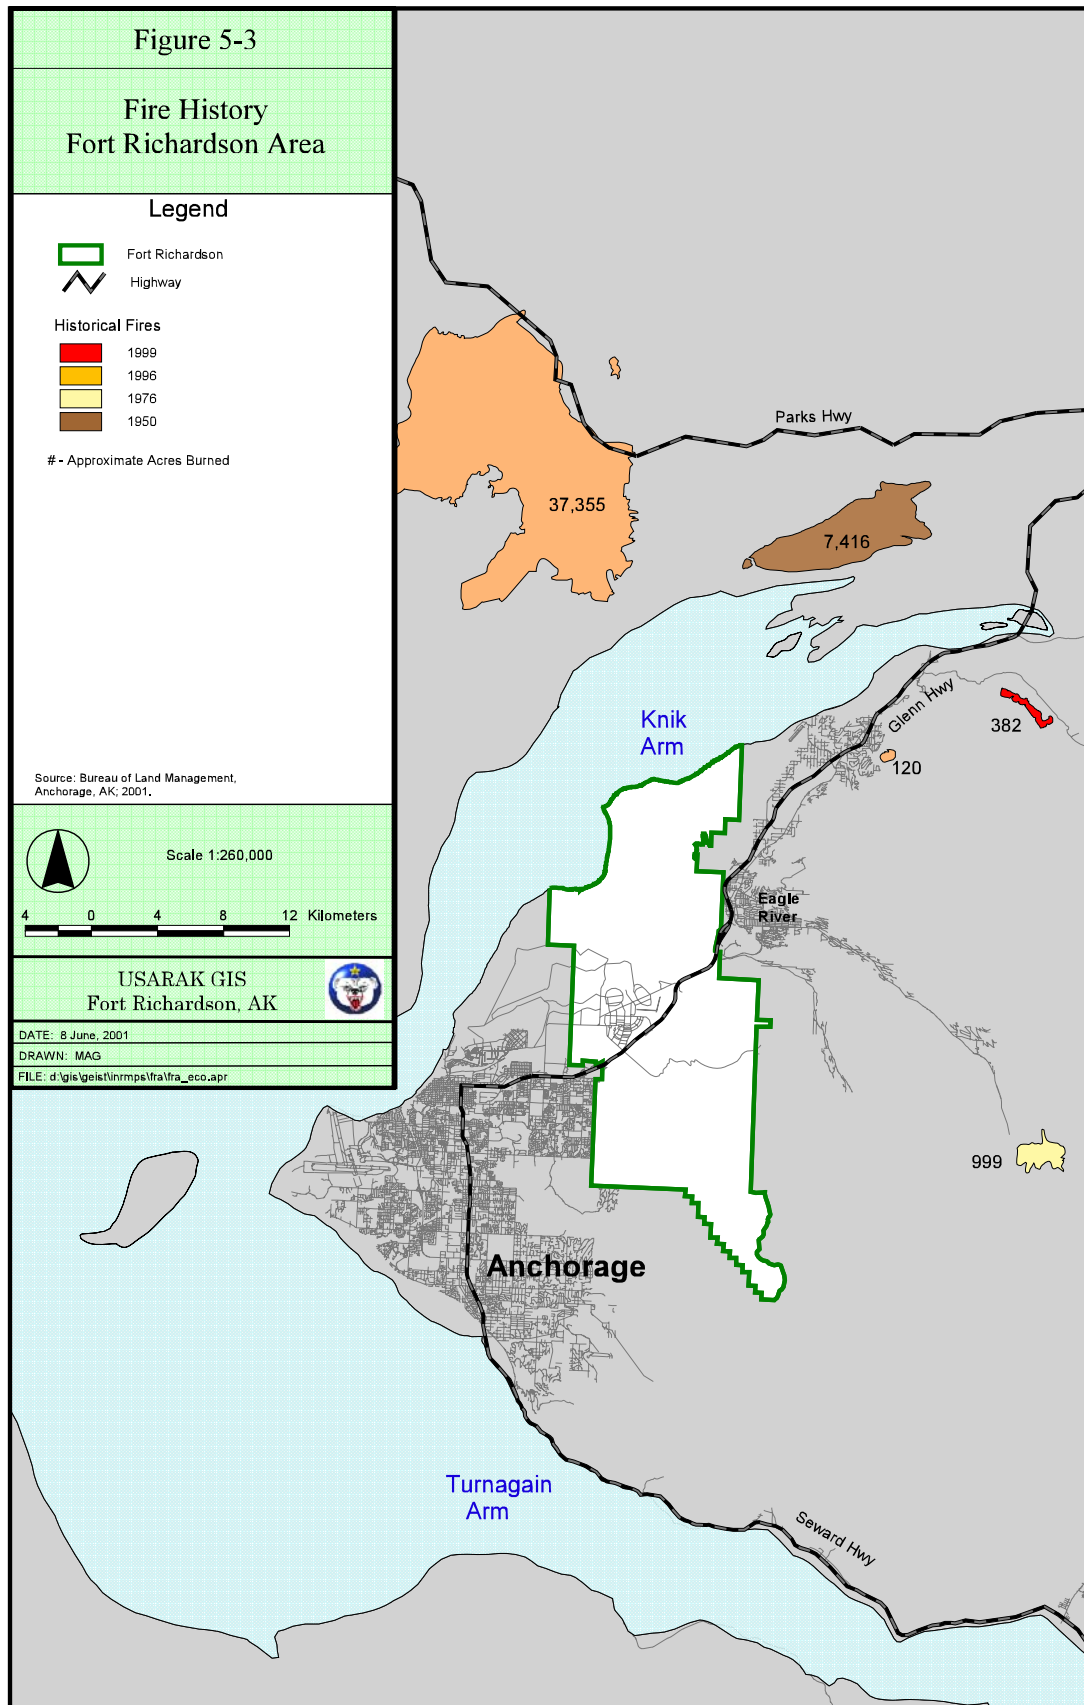 Figure 5-3
Fire History
Fort Richardson Area
Legend
Fort Richardson
Highway
Historical Fires
1999
1996
1976
1950
# - Approximate Acres Burned
Source: Bureau of Land Management,
Anchorage, AK; 2001.
Scale 1:260,000
4 0 4 8 12 Kilometers
USARAK GIS
Fort Richardson, AK
DATE: 8 June, 2001
DRAWN: MAG
FILE: d:\gis\geist\inrmps\fra\fra_eco.apr
Parks Hwy
37,355
7,416
Glenn Hwy
382
Knik
Arm
120
Eagle
River
999
Anchorage
Turnagain
Arm
Seward Hwy